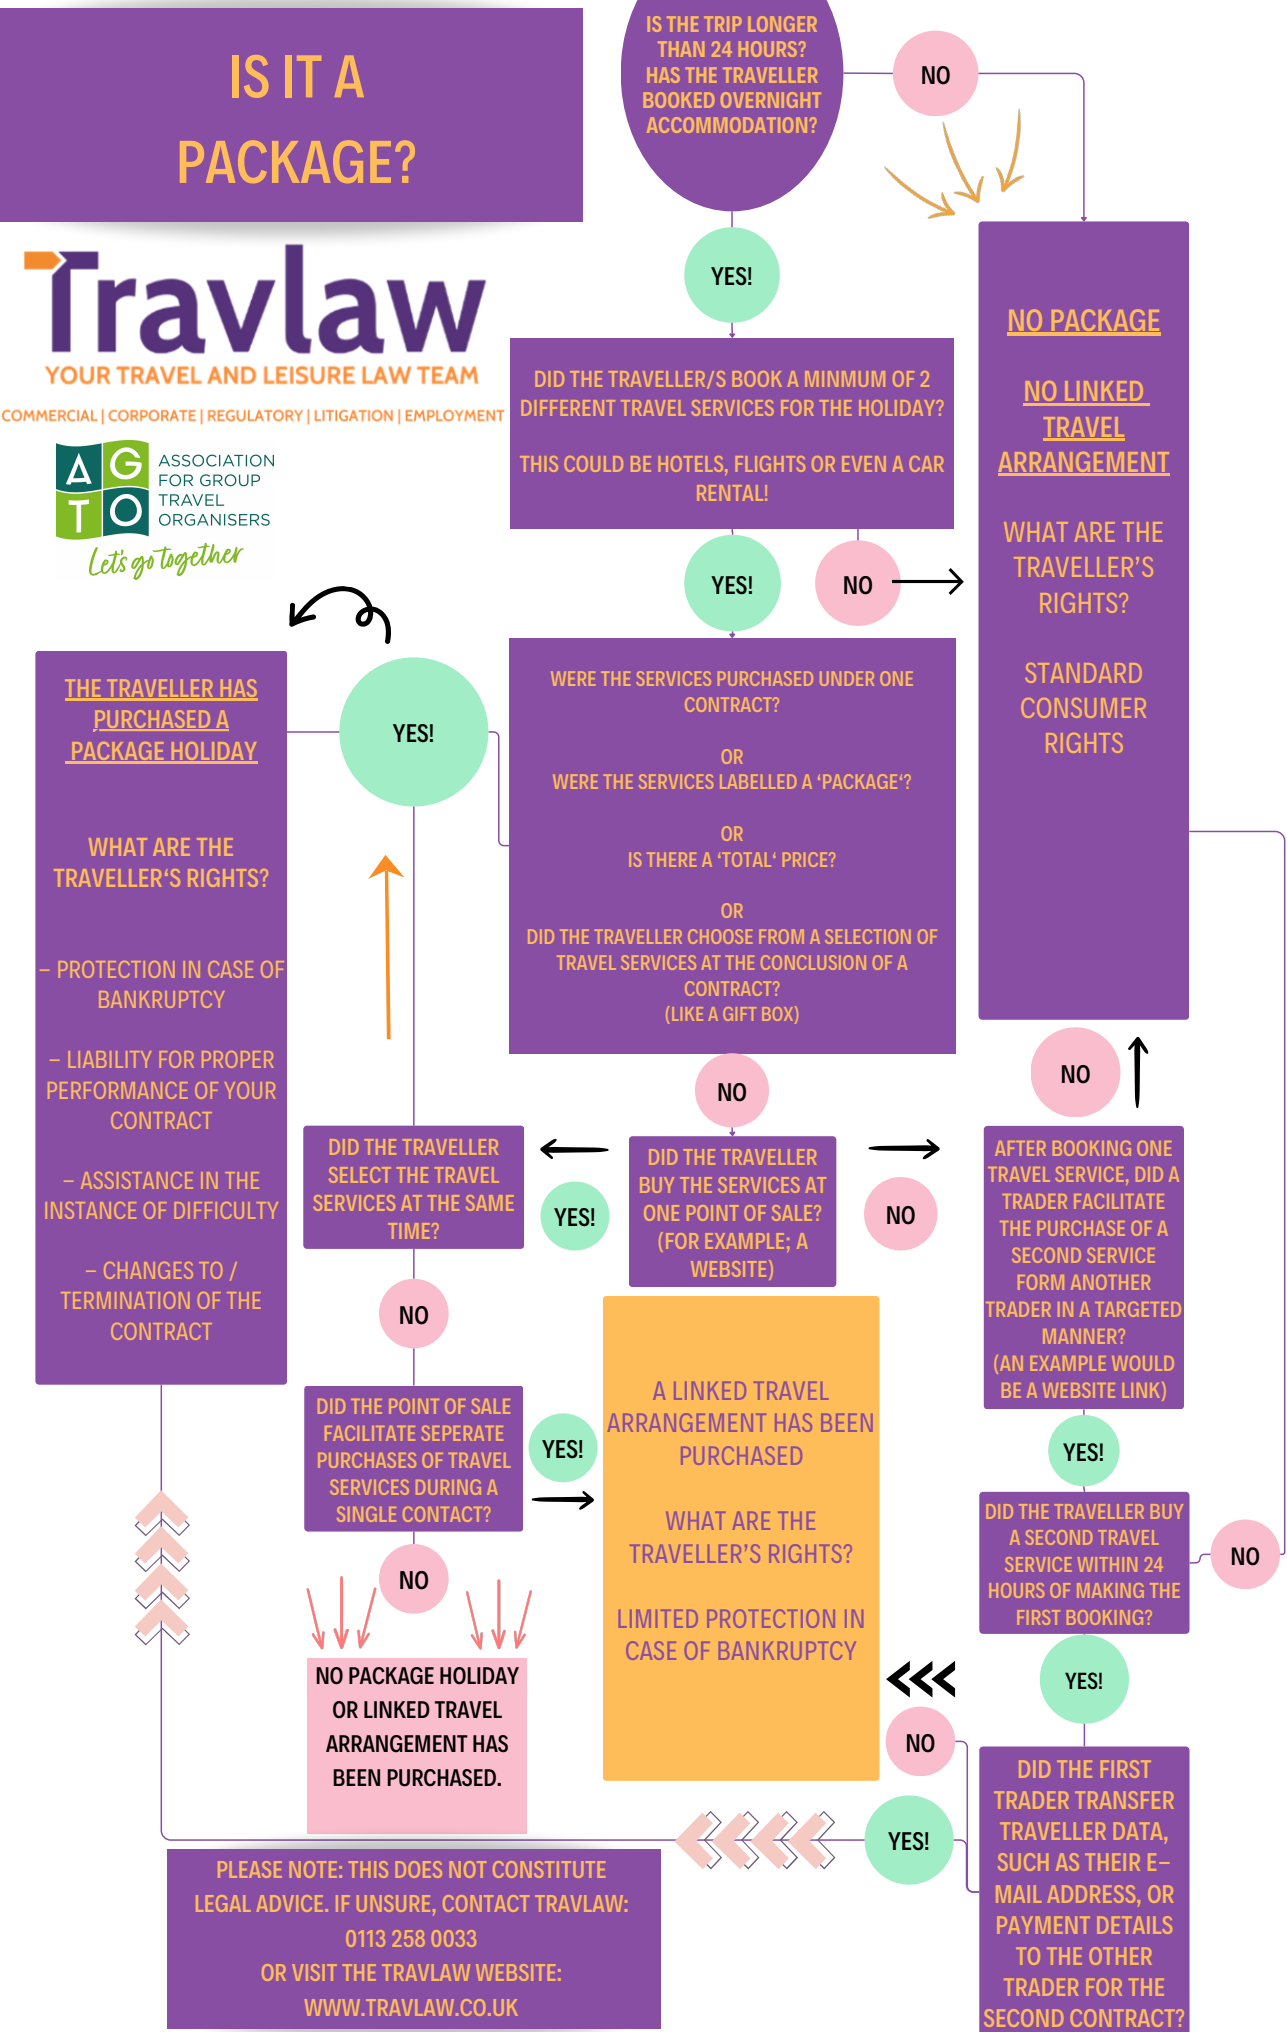 IS IT A
PACKAGE?
IS THE TRIP LONGER
THAN 24 HOURS?
HAS THE TRAVELLER
BOOKED OVERNIGHT
ACCOMMODATION?
NO
YES!
Travlaw
YOUR TRAVEL AND LEISURE LAW TEAM
COMMERCIAL | CORPORATE | REGULATORY | LITIGATION | EMPLOYMENT
AGTO
ASSOCIATION
FOR GROUP
TRAVEL
ORGANISERS
Let's go together
NO PACKAGE
NO LINKED
TRAVEL
ARRANGEMENT
WHAT ARE THE
TRAVELLER'S
RIGHTS?
STANDARD
CONSUMER
RIGHTS
DID THE TRAVELLER/S BOOK A MINMUM OF 2
DIFFERENT TRAVEL SERVICES FOR THE HOLIDAY?
THIS COULD BE HOTELS, FLIGHTS OR EVEN A CAR
RENTAL!
YES!
NO
WERE THE SERVICES PURCHASED UNDER ONE
CONTRACT?
OR
WERE THE SERVICES LABELLED A 'PACKAGE'?
OR
IS THERE A 'TOTAL' PRICE?
OR
DID THE TRAVELLER CHOOSE FROM A SELECTION OF
TRAVEL SERVICES AT THE CONCLUSION OF A
CONTRACT?
(LIKE A GIFT BOX)
YES!
THE TRAVELLER HAS
PURCHASED A
PACKAGE HOLIDAY
WHAT ARE THE
TRAVELLER'S RIGHTS?
– PROTECTION IN CASE OF
BANKRUPTCY
– LIABILITY FOR PROPER
PERFORMANCE OF YOUR
CONTRACT
– ASSISTANCE IN THE
INSTANCE OF DIFFICULTY
– CHANGES TO /
TERMINATION OF THE
CONTRACT
NO
DID THE TRAVELLER
BUY THE SERVICES AT
ONE POINT OF SALE?
(FOR EXAMPLE; A
WEBSITE)
YES!
NO
DID THE TRAVELLER
SELECT THE TRAVEL
SERVICES AT THE SAME
TIME?
NO
DID THE POINT OF SALE
FACILITATE SEPERATE
PURCHASES OF TRAVEL
SERVICES DURING A
SINGLE CONTACT?
YES!
NO
NO PACKAGE HOLIDAY
OR LINKED TRAVEL
ARRANGEMENT HAS
BEEN PURCHASED.
A LINKED TRAVEL
ARRANGEMENT HAS BEEN
PURCHASED
WHAT ARE THE
TRAVELLER'S RIGHTS?
LIMITED PROTECTION IN
CASE OF BANKRUPTCY
NO
AFTER BOOKING ONE
TRAVEL SERVICE, DID A
TRADER FACILITATE
THE PURCHASE OF A
SECOND SERVICE
FORM ANOTHER
TRADER IN A TARGETED
MANNER?
(AN EXAMPLE WOULD
BE A WEBSITE LINK)
YES!
DID THE TRAVELLER BUY
A SECOND TRAVEL
SERVICE WITHIN 24
HOURS OF MAKING THE
FIRST BOOKING?
NO
YES!
DID THE FIRST
TRADER TRANSFER
TRAVELLER DATA,
SUCH AS THEIR E–
MAIL ADDRESS, OR
PAYMENT DETAILS
TO THE OTHER
TRADER FOR THE
SECOND CONTRACT?
NO
YES!
PLEASE NOTE: THIS DOES NOT CONSTITUTE
LEGAL ADVICE. IF UNSURE, CONTACT TRAVLAW:
0113 258 0033
OR VISIT THE TRAVLAW WEBSITE:
WWW.TRAVLAW.CO.UK